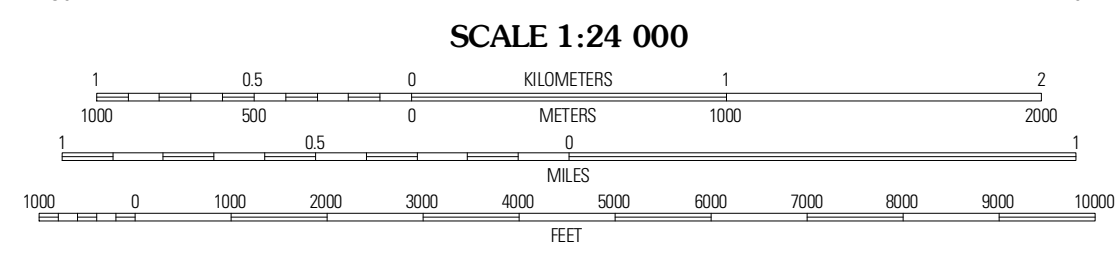 SCALE 1:24 000
1 0.5 0 KILOMETERS 1 2
1000 500 0 METERS 1000 2000
1 0.5 0 1
MILES
1000 0 1000 2000 3000 4000 5000 6000 7000 8000 9000 10000
FEET